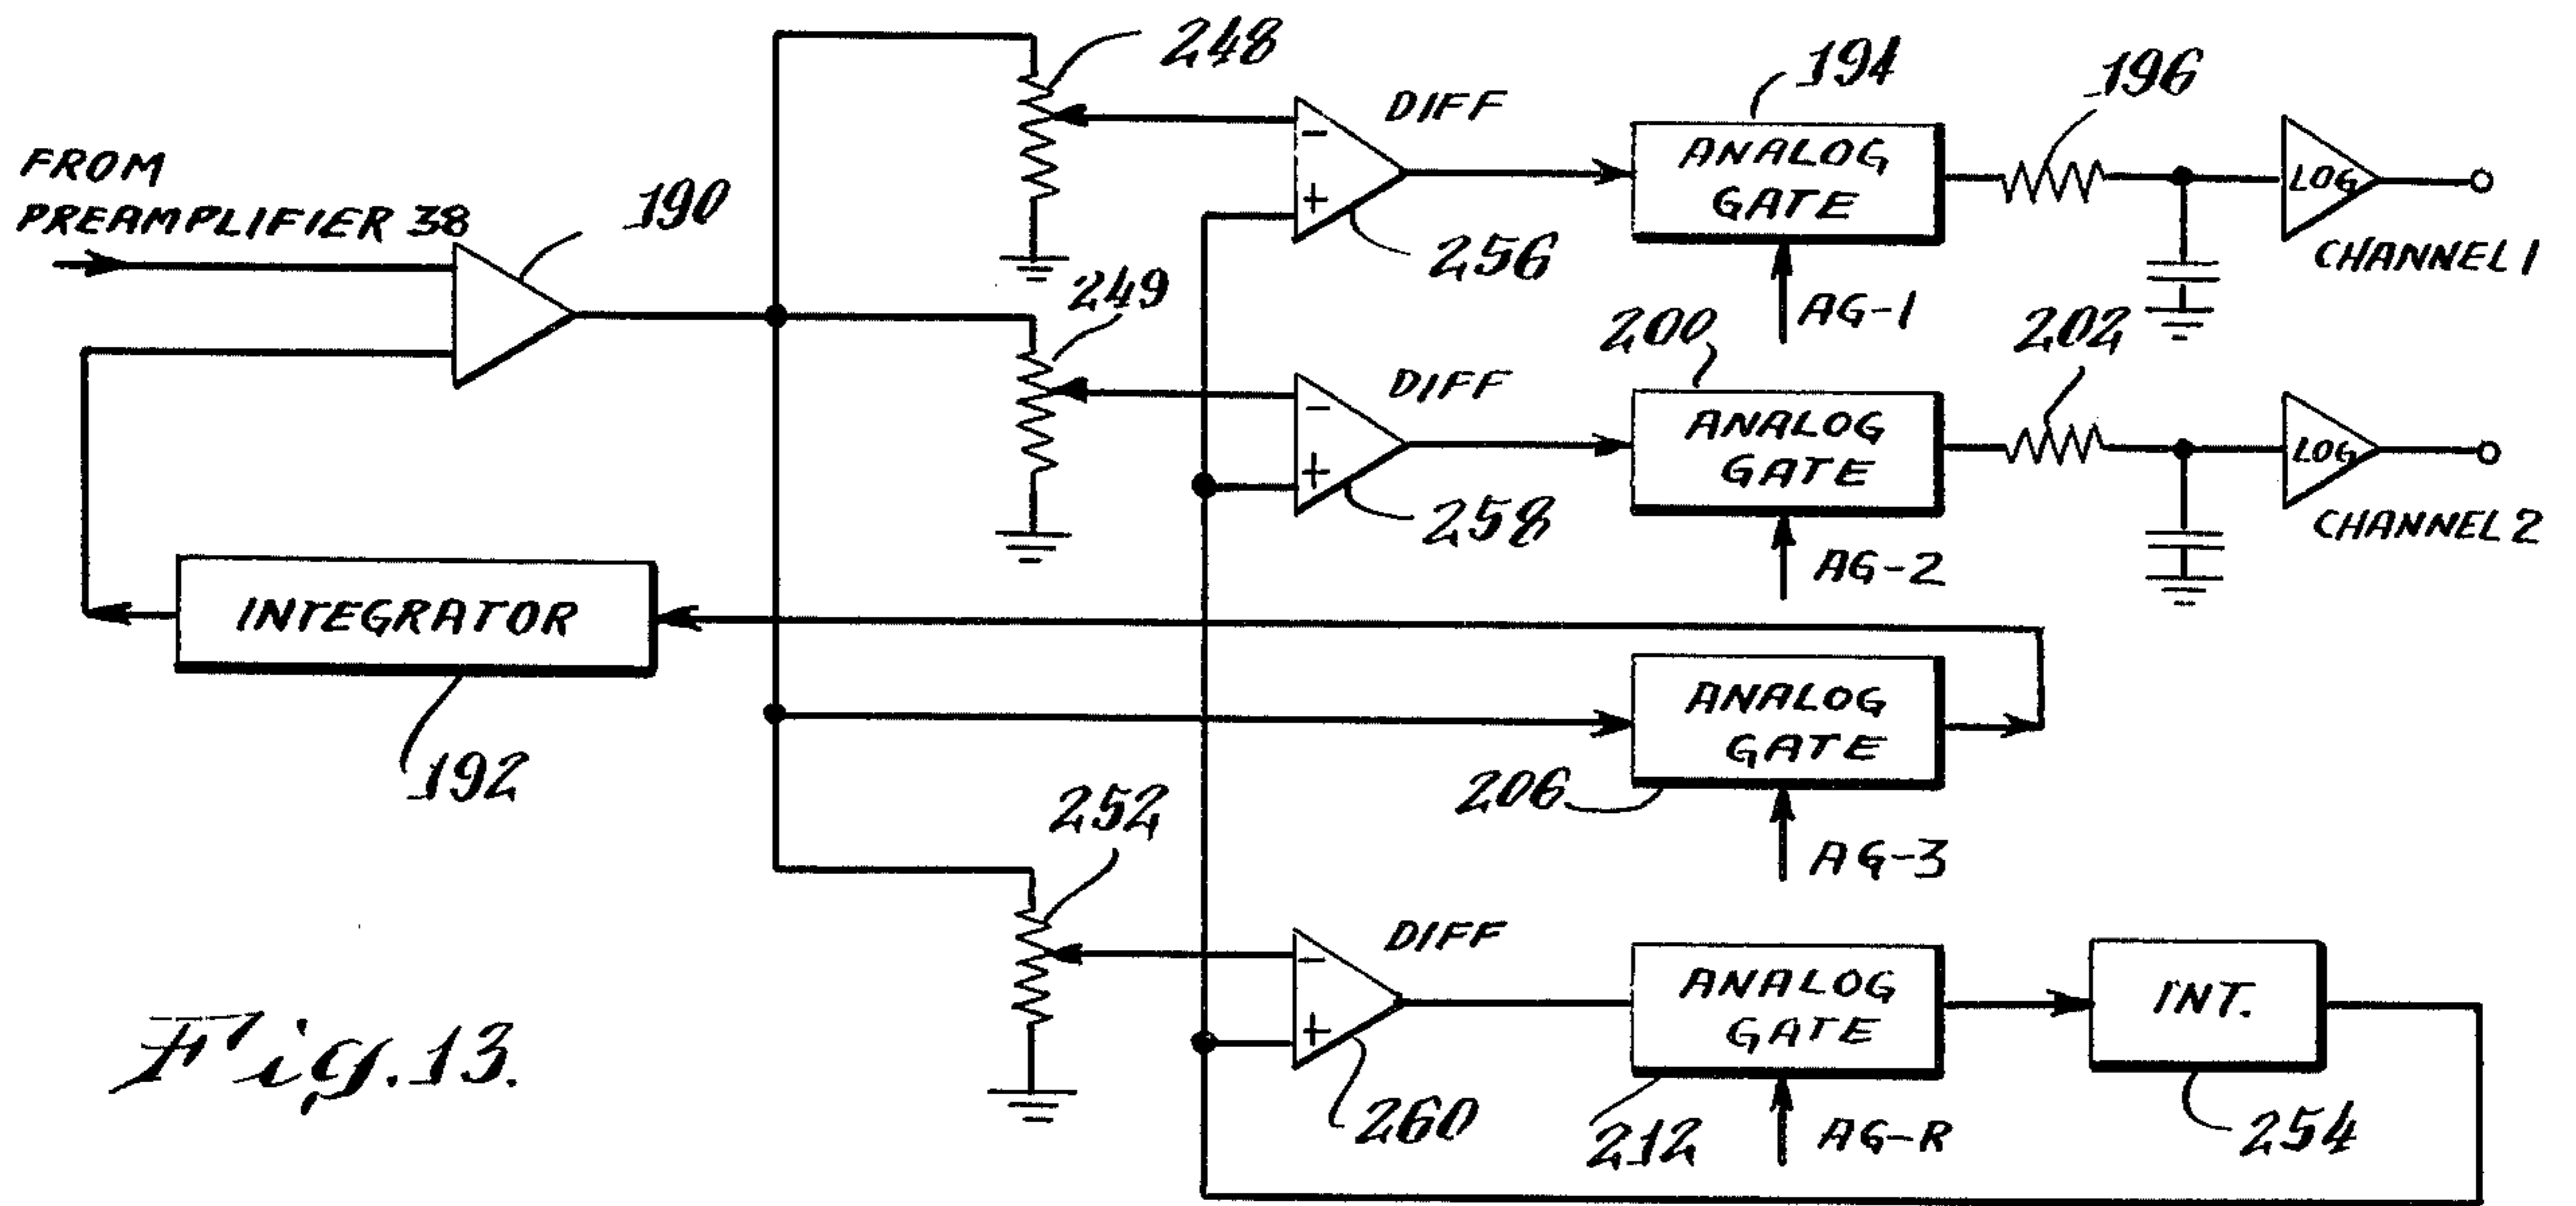 248
DIFF
194
196
FROM
PREAMPLIFIER 38
190
ANALOG
GATE
LOG
CHANNEL 1
-
+
256
AG-1
249
200
202
DIFF
ANALOG
GATE
LOG
CHANNEL 2
-
+
258
AG-2
INTEGRATOR
192
ANALOG
GATE
206
AG-3
252
DIFF
-
+
260
ANALOG
GATE
212
AG-R
INT.
254
Fig. 13.